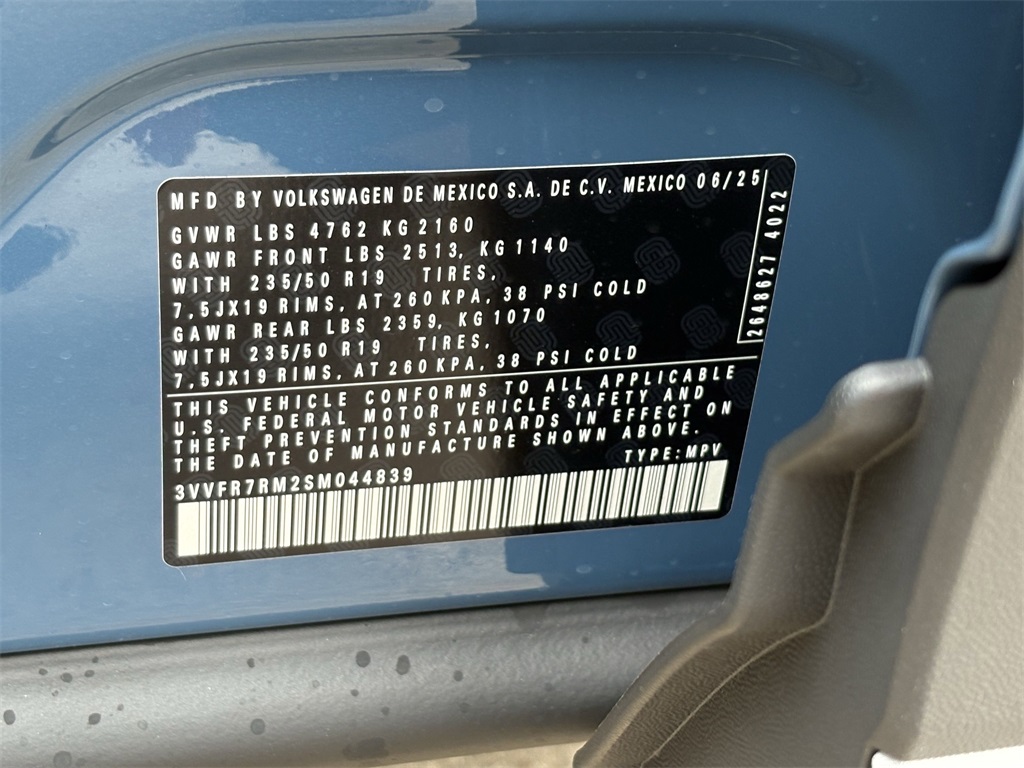 MFD BY VOLKSWAGEN DE MEXICO S.A. DE C.V. MEXICO 06/25
GVWR LBS 4762 KG 2160
GAWR FRONT LBS 2513, KG 1140
WITH 235/50 R19 TIRES,
7,5JX19 RIMS, AT 260 KPA, 38 PSI COLD
GAWR REAR LBS 2359, KG 1070
WITH 235/50 R19 TIRES,
7,5JX19 RIMS, AT 260 KPA, 38 PSI COLD
2648627 4022
THIS VEHICLE CONFORMS TO ALL APPLICABLE
U.S. FEDERAL MOTOR VEHICLE SAFETY AND
THEFT PREVENTION STANDARDS IN EFFECT ON
THE DATE OF MANUFACTURE SHOWN ABOVE.
TYPE: MPV
3VVFR7RM2SM044839